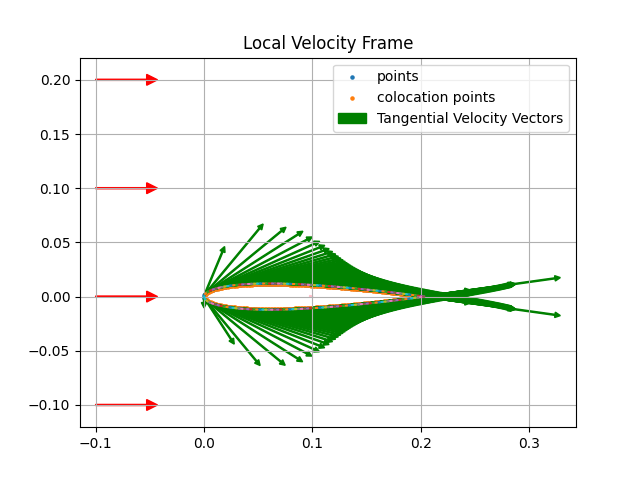 Local Velocity Frame
points
colocation points
Tangential Velocity Vectors
0.20
0.15
0.10
0.05
0.00
−0.05
−0.10
−0.1 0.0 0.1 0.2 0.3